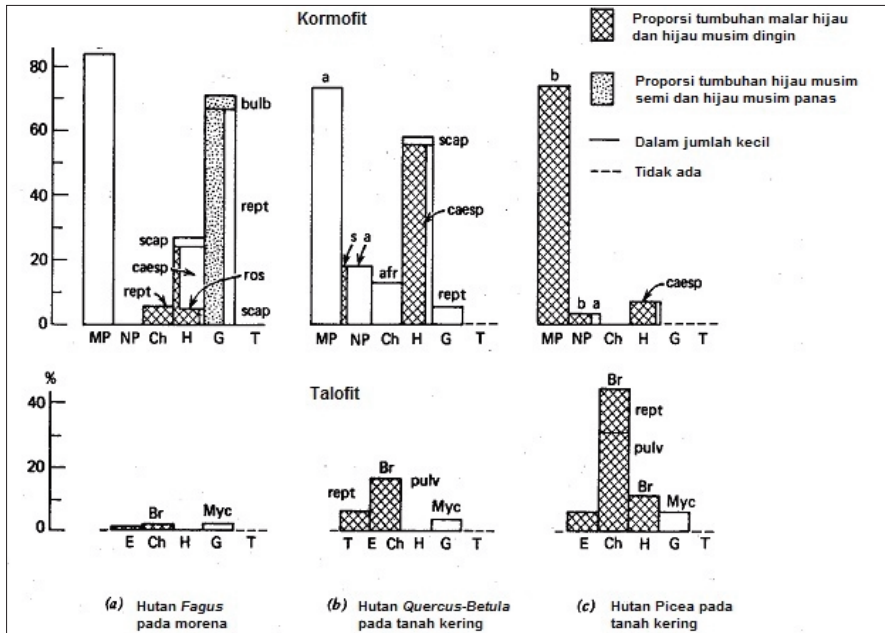 Kormofit
Proporsi tumbuhan malar hijau
dan hijau musim dingin
Proporsi tumbuhan hijau musim
semi dan hijau musim panas
Dalam jumlah kecil
Tidak ada
80
60
40
20
0
bulb
rept
scap
caesp
ros
rept
scap
MP NP Ch H G T
a
scap
caesp
s a
afr
rept
MP NP Ch H G T
b
b a
caesp
MP NP Ch H G T
%
Talofit
40
20
0
Br
Myc
E Ch H G T
Br
rept
pulv
Myc
T E Ch H G T
Br
rept
pulv
Br
Myc
E Ch H G T
(a) Hutan Fagus
pada morena
(b) Hutan Quercus-Betula
pada tanah kering
(c) Hutan Picea pada
tanah kering